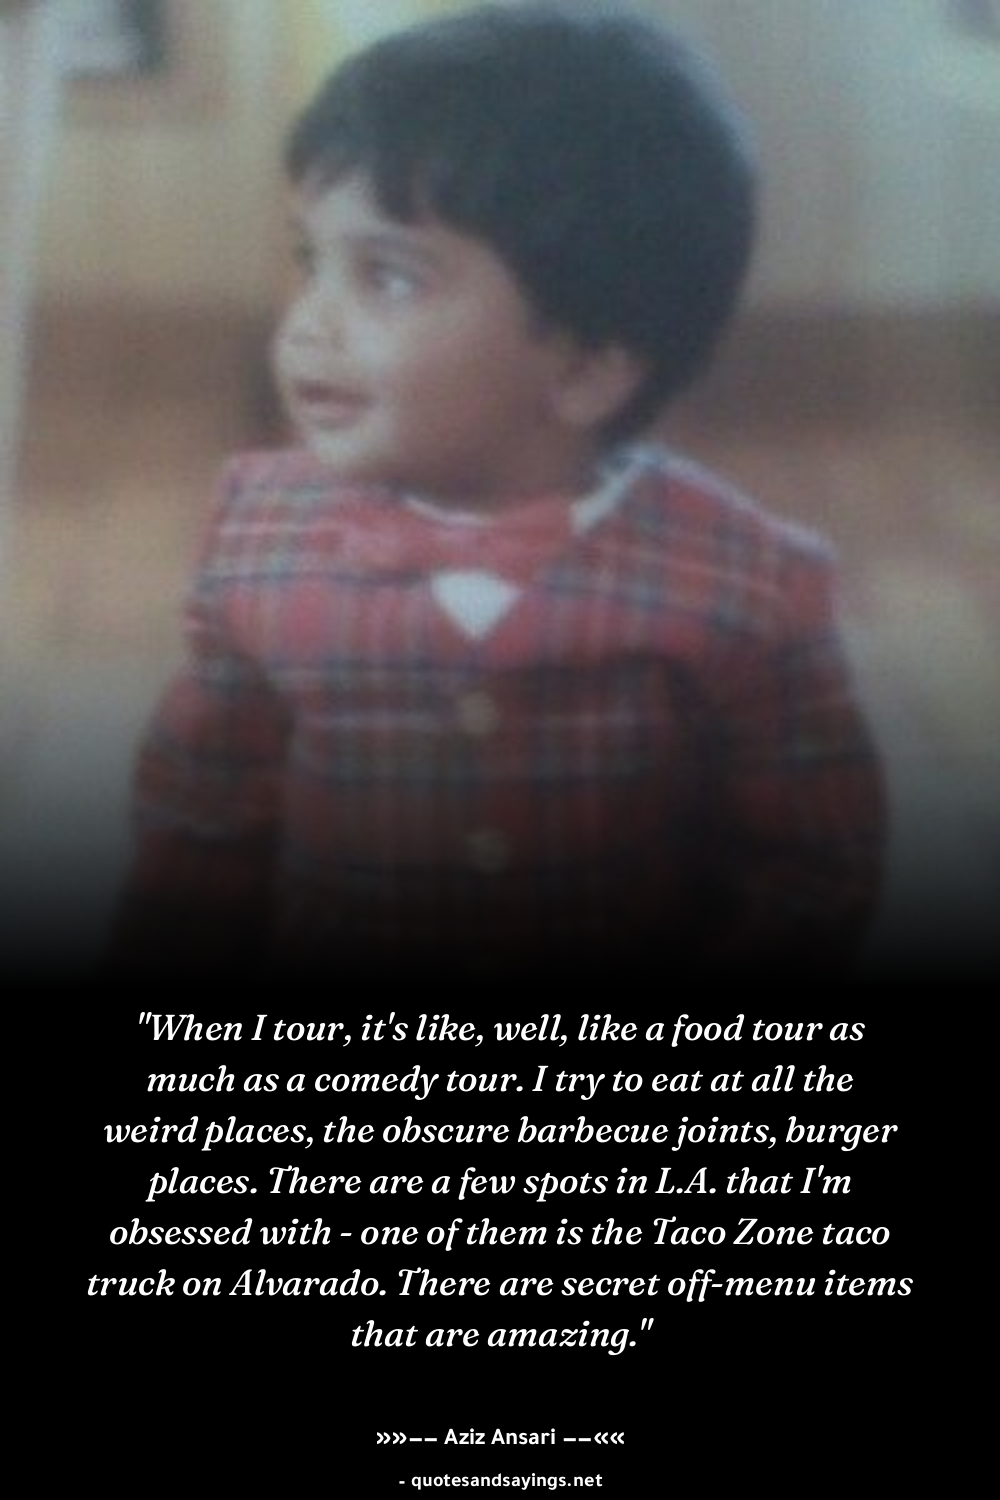 "When I tour, it's like, well, like a food tour as
much as a comedy tour. I try to eat at all the
weird places, the obscure barbecue joints, burger
places. There are a few spots in L.A. that I'm
obsessed with - one of them is the Taco Zone taco
truck on Alvarado. There are secret off-menu items
that are amazing."
»»–– Aziz Ansari ––««
- quotesandsayings.net